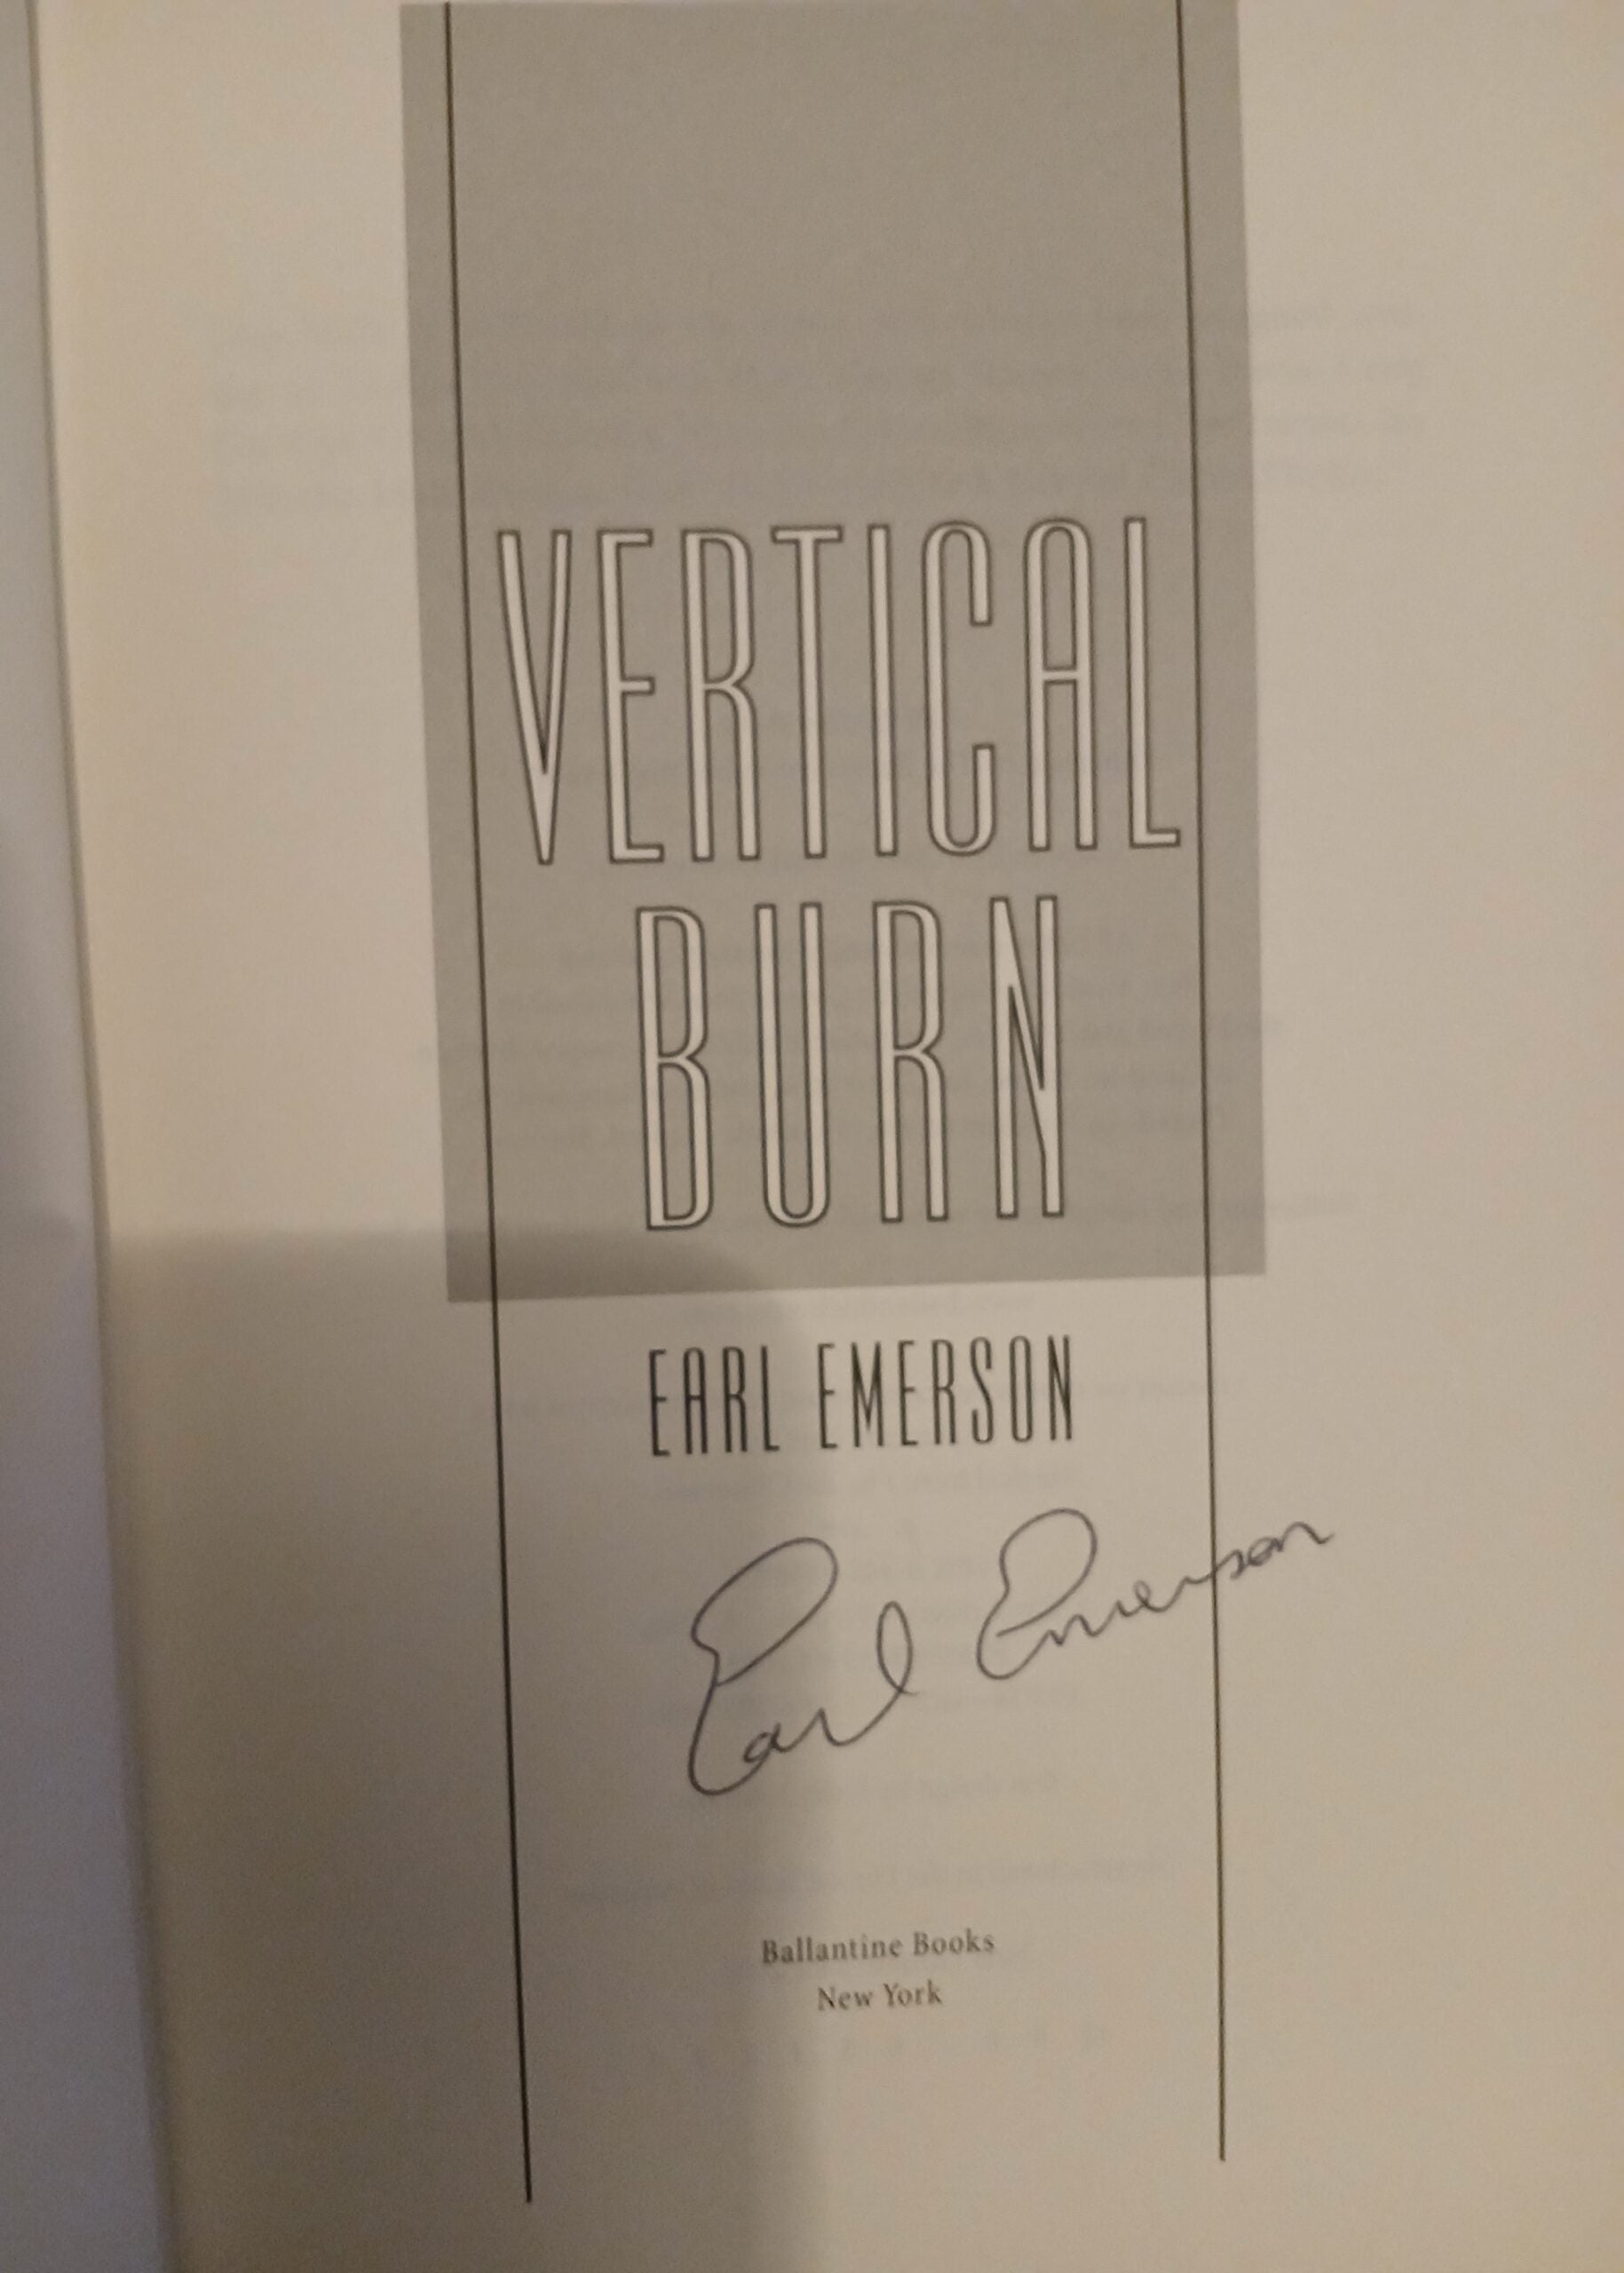 VERTICAL
BURN
EARL EMERSON
Earl Emerson
Ballantine Books
New York